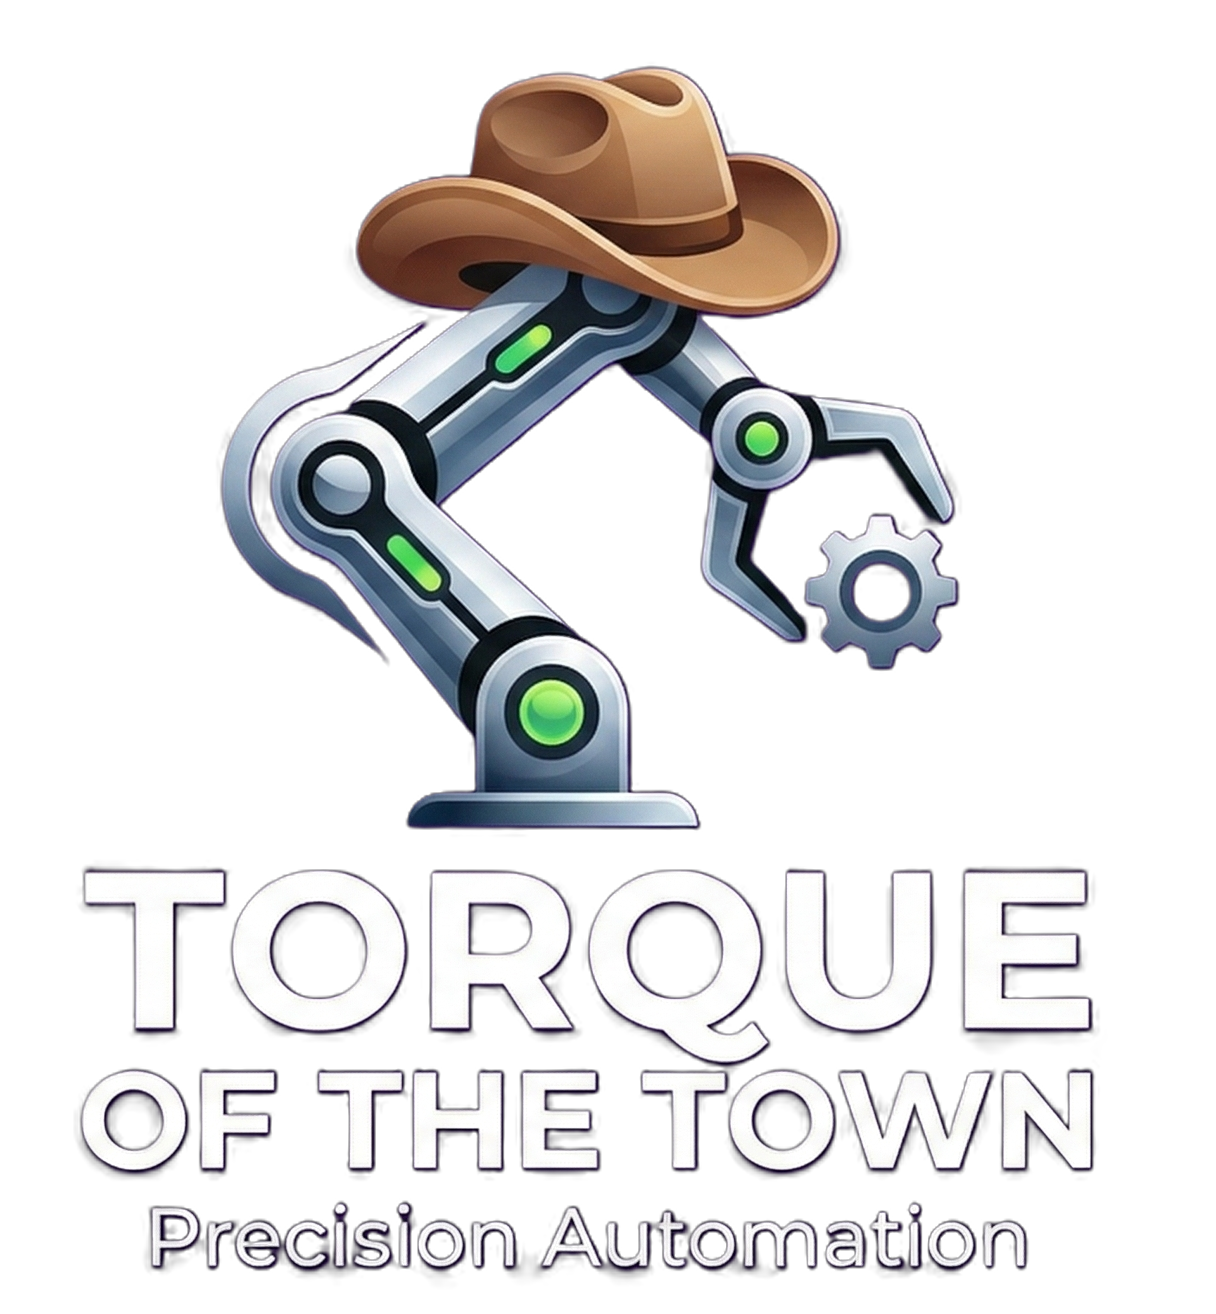 TORQUE
OF THE TOWN
Precision Automation